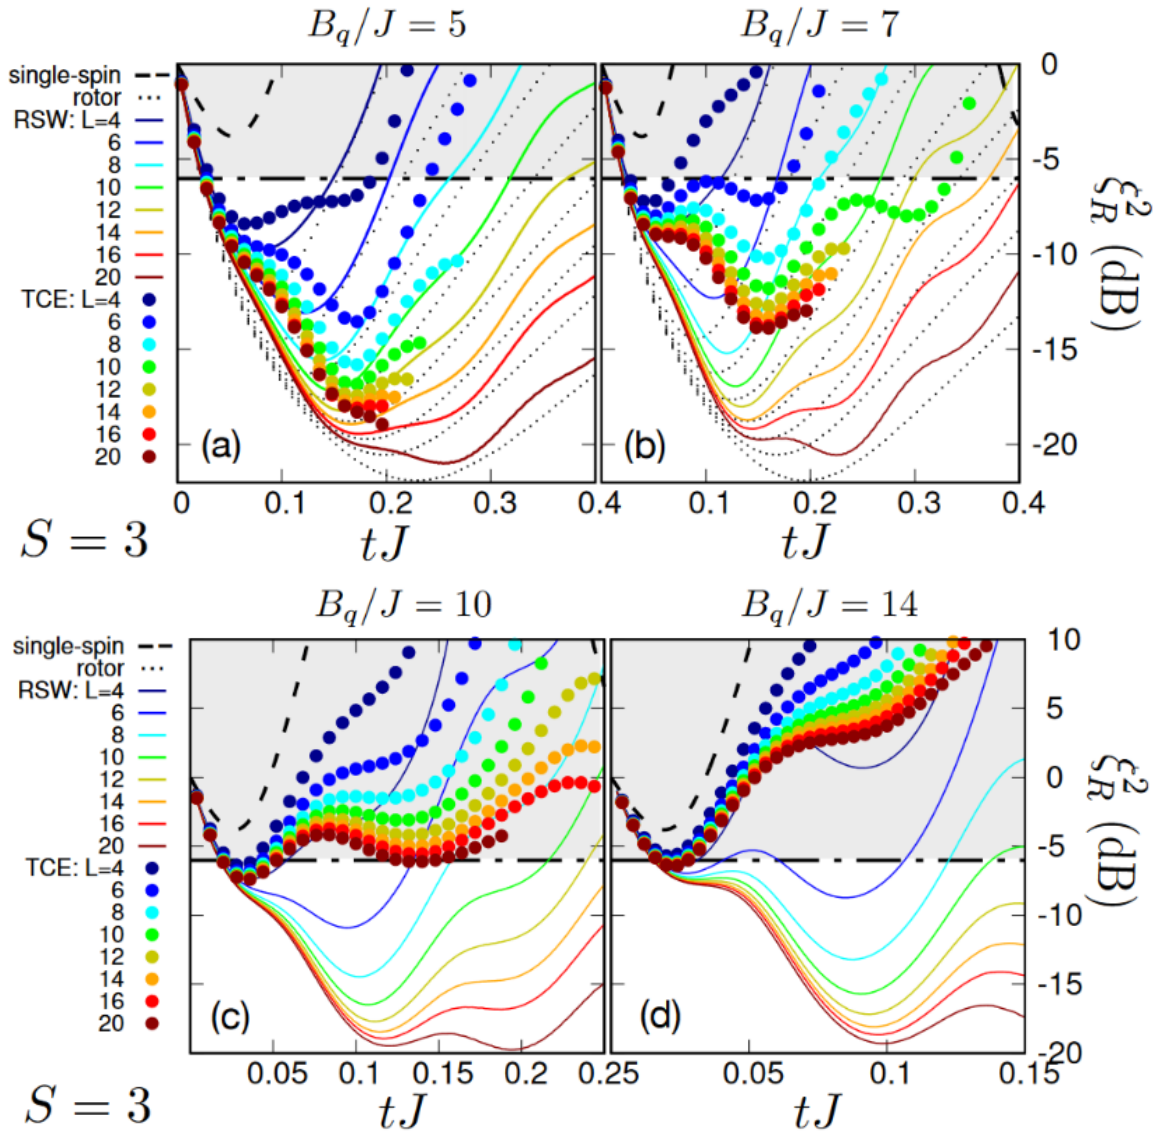 B_q/J = 5
B_q/J = 7
single-spin
rotor
RSW: L=4
6
8
10
12
14
16
20
TCE: L=4
6
8
10
12
14
16
20
(a)
(b)
0
-5
-10
-15
-20
ξ²_R (dB)
0 0.1 0.2 0.3 0.4
0.1 0.2 0.3 0.4
S = 3
tJ
tJ
B_q/J = 10
B_q/J = 14
single-spin
rotor
RSW: L=4
6
8
10
12
14
16
20
TCE: L=4
6
8
10
12
14
16
20
(c)
(d)
10
5
0
-5
-10
-15
-20
ξ²_R (dB)
0.05 0.1 0.15 0.2 0.25
0.05 0.1 0.15
S = 3
tJ
tJ